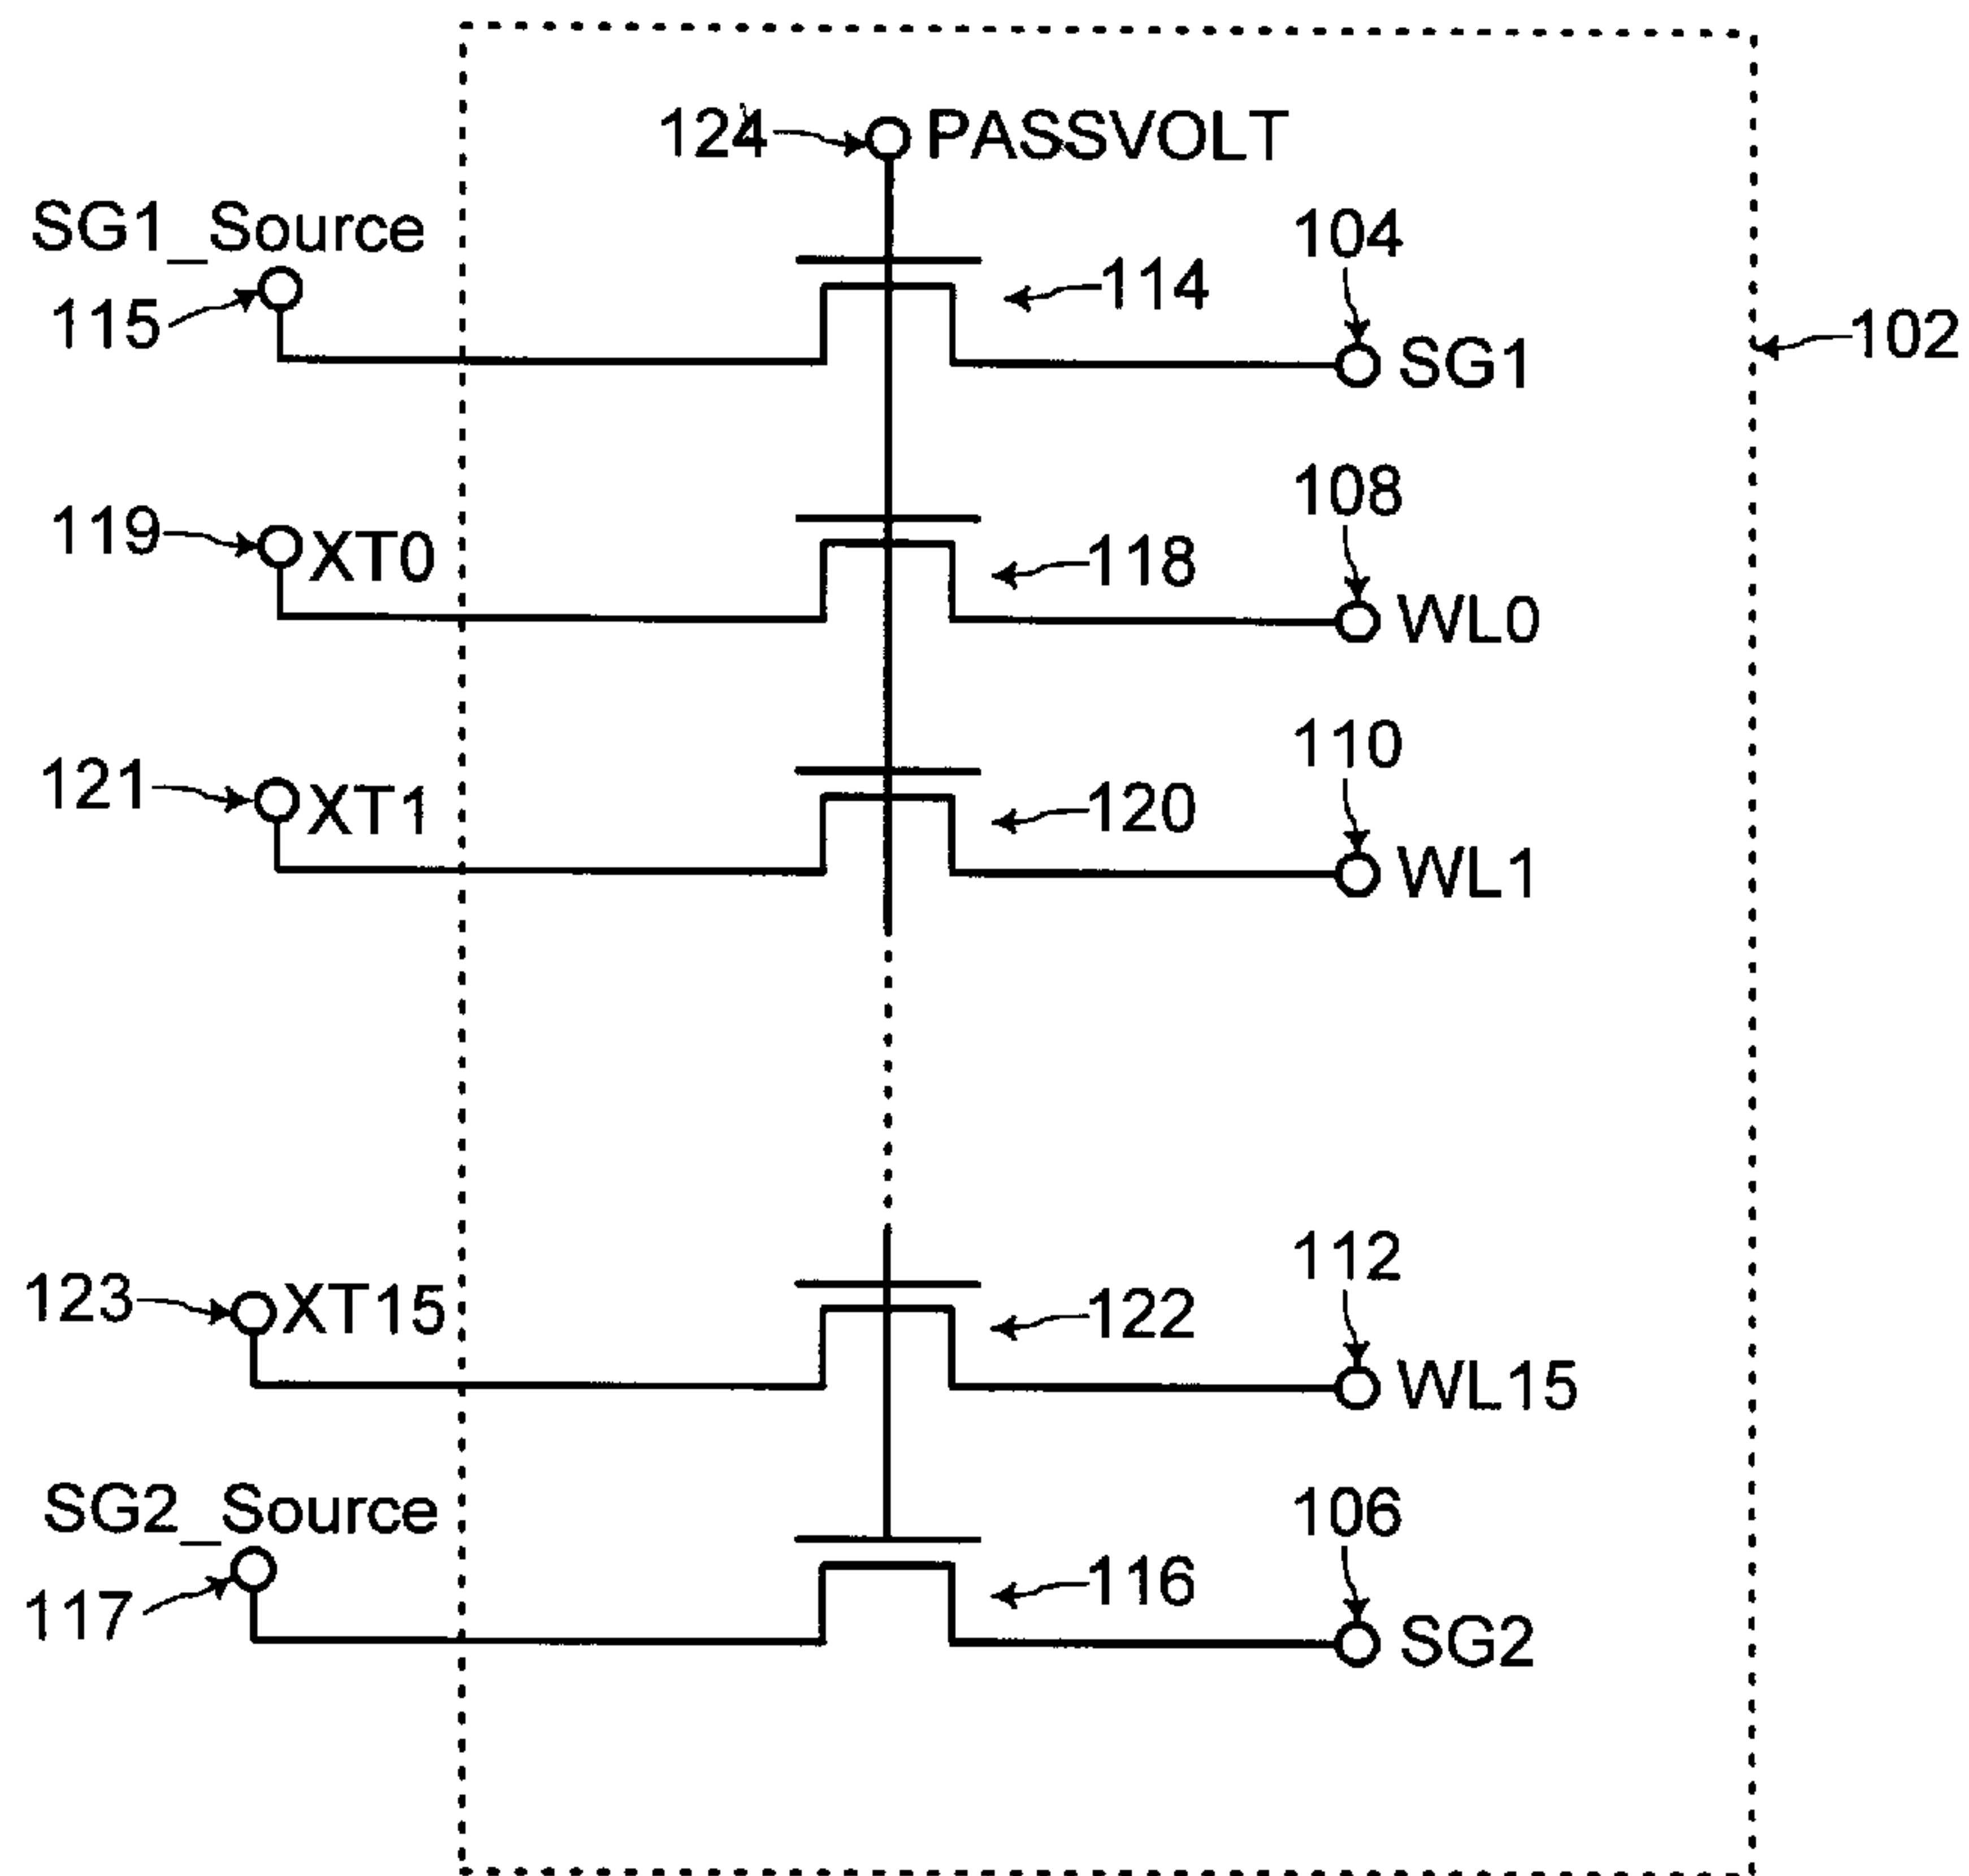 124 PASSVOLT
SG1_Source
104
115
114
102
SG1
108
119
XT0
118
WL0
110
121
XT1
120
WL1
112
123
XT15
122
WL15
SG2_Source
106
117
116
SG2